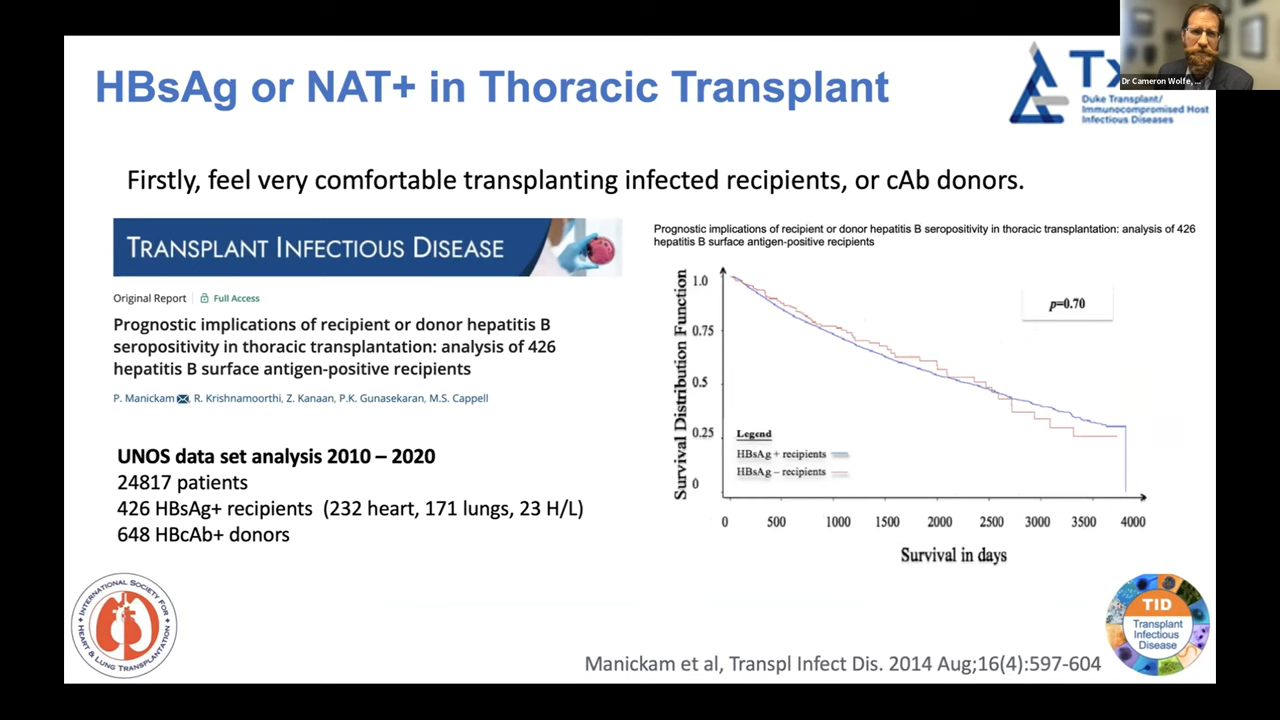 HBsAg or NAT+ in Thoracic Transplant
Duke Transplant/
Immunocompromised Host
Infectious Diseases
Dr Cameron Wolfe, ...
Firstly, feel very comfortable transplanting infected recipients, or cAb donors.
TRANSPLANT INFECTIOUS DISEASE
Original Report
Full Access
Prognostic implications of recipient or donor hepatitis B
seropositivity in thoracic transplantation: analysis of 426
hepatitis B surface antigen-positive recipients
P. Manickam, R. Krishnamoorthi, Z. Kanaan, P.K. Gunasekaran, M.S. Cappell
UNOS data set analysis 2010 – 2020
24817 patients
426 HBsAg+ recipients (232 heart, 171 lungs, 23 H/L)
648 HBcAb+ donors
Prognostic implications of recipient or donor hepatitis B seropositivity in thoracic transplantation: analysis of 426
hepatitis B surface antigen-positive recipients
Survival Distribution Function
1.0
0.75
0.5
0.25
0
p=0.70
Legend
HBsAg + recipients
HBsAg – recipients
0 500 1000 1500 2000 2500 3000 3500 4000
Survival in days
INTERNATIONAL SOCIETY FOR
HEART & LUNG TRANSPLANTATION
TID
Transplant
Infectious
Disease
Manickam et al, Transpl Infect Dis. 2014 Aug;16(4):597-604